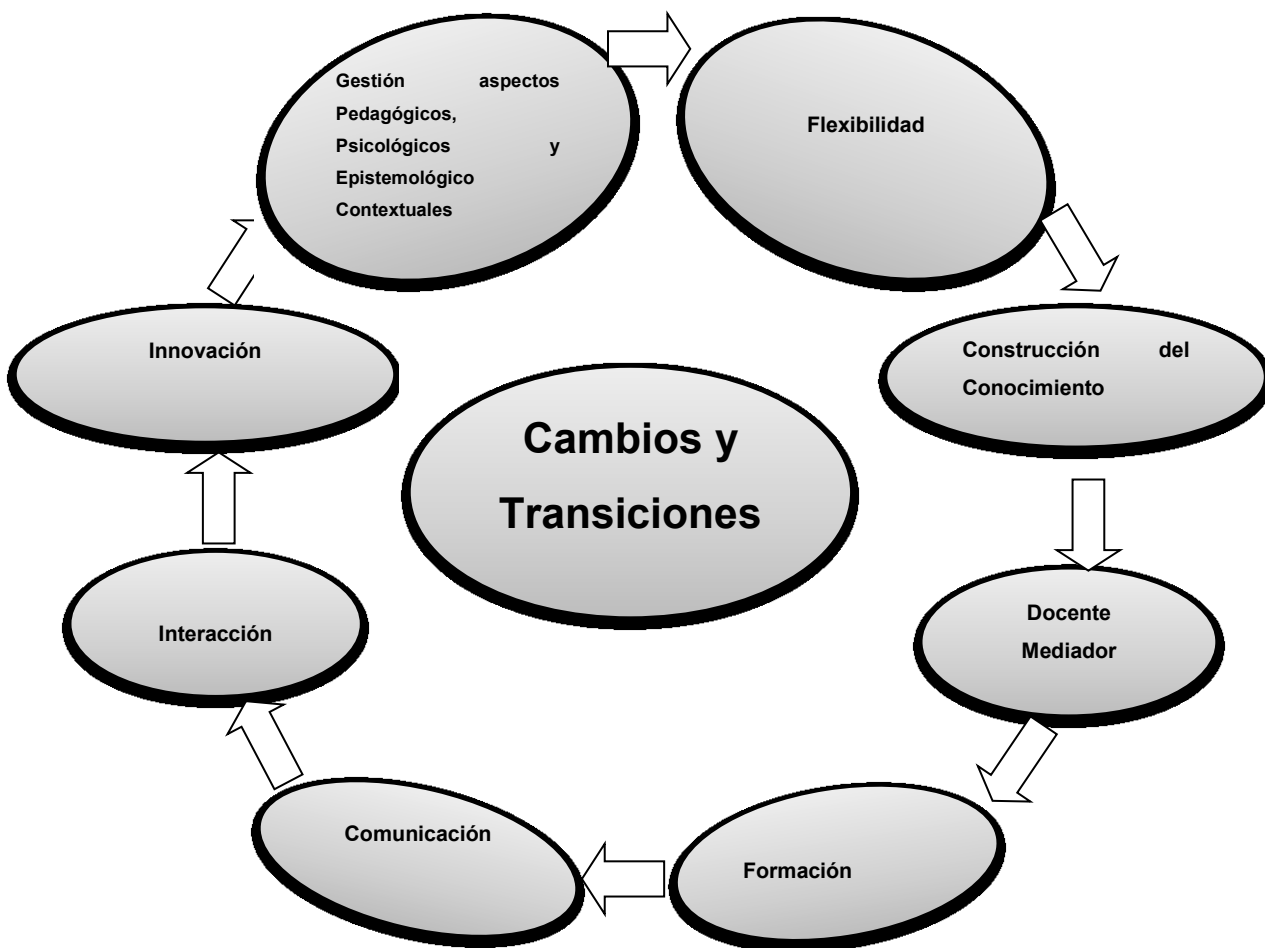 Gestión aspectos
Pedagógicos,
Psicológicos y
Epistemológico
Contextuales
Flexibilidad
Construcción del
Conocimiento
Docente
Mediador
Formación
Comunicación
Interacción
Innovación
Cambios y
Transiciones